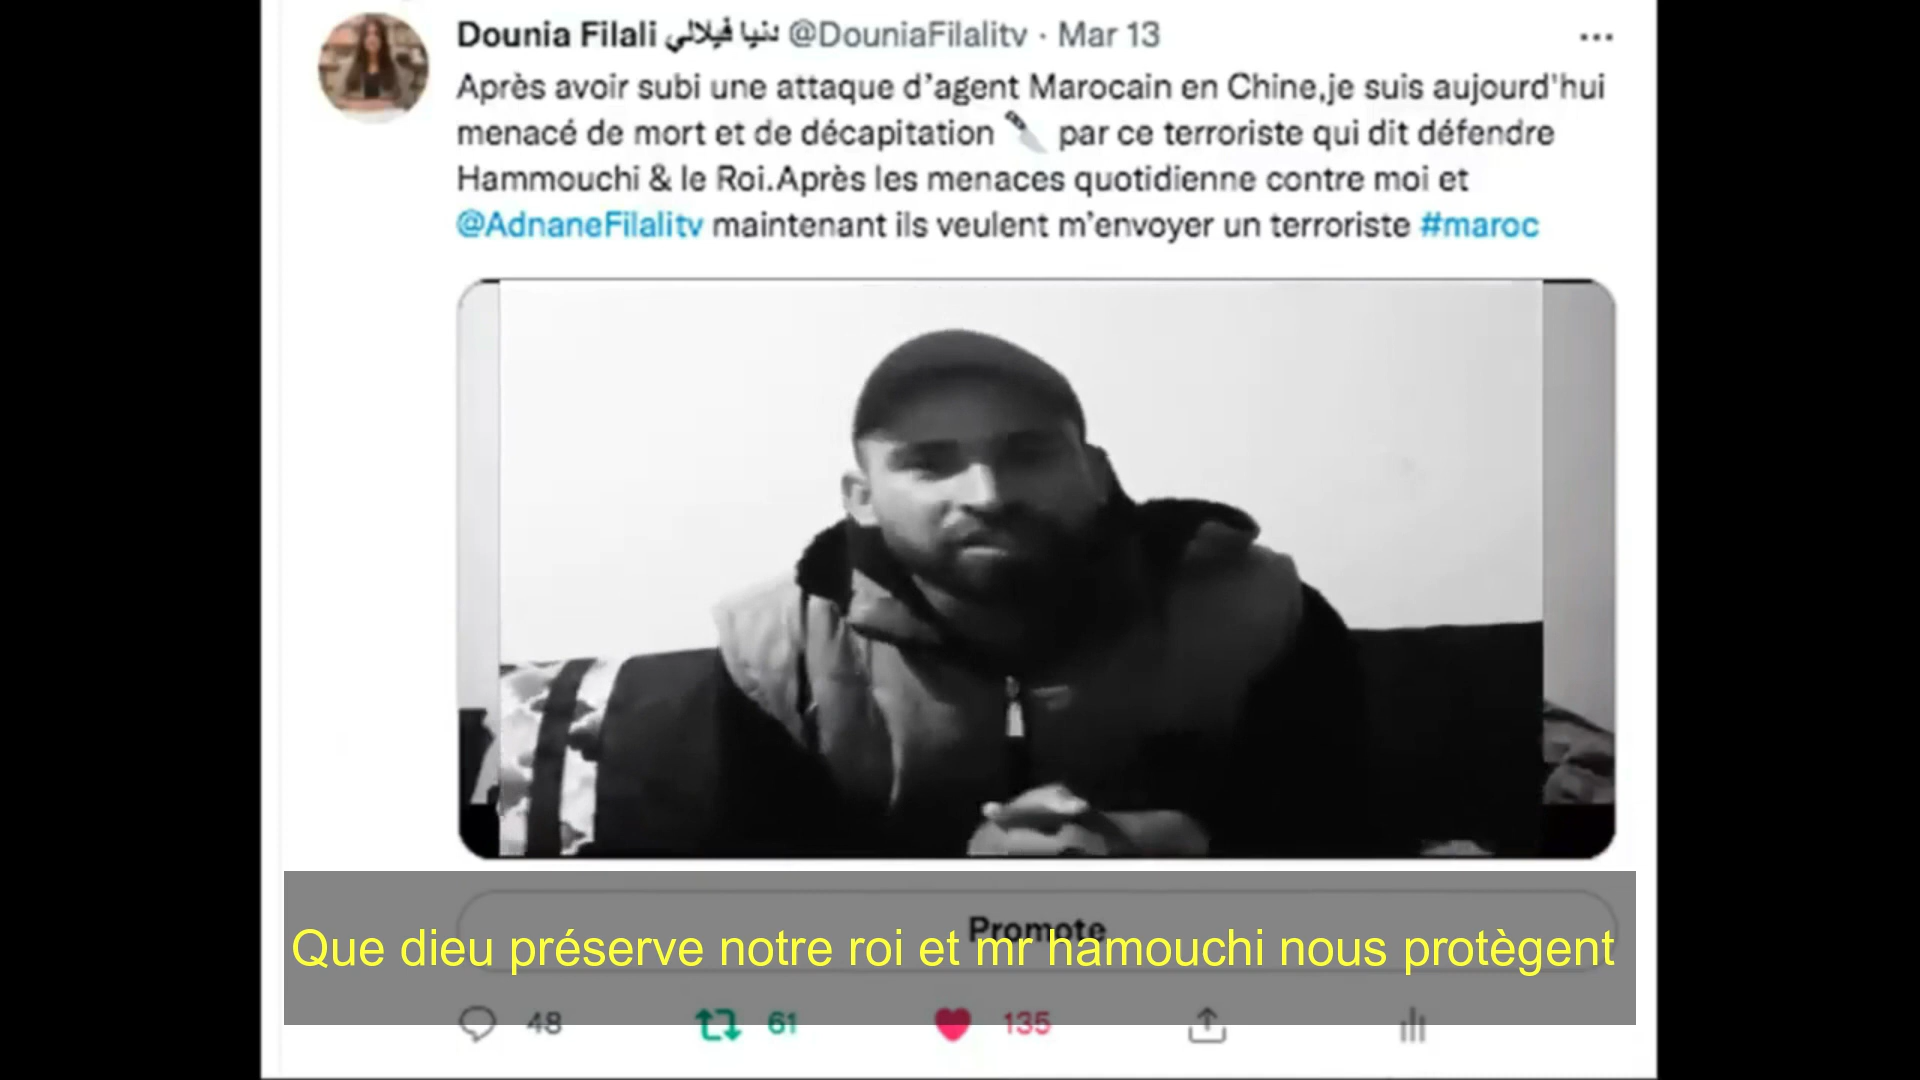 Dounia Filali دنيا فيلالي @DouniaFilalitv · Mar 13
Après avoir subi une attaque d'agent Marocain en Chine,je suis aujourd'hui
menacé de mort et de décapitation 🔪 par ce terroriste qui dit défendre
Hammouchi & le Roi.Après les menaces quotidienne contre moi et
@AdnaneFilalitv maintenant ils veulent m'envoyer un terroriste #maroc
Promote
Que dieu préserve notre roi et mr hamouchi nous protègent
48 61 135